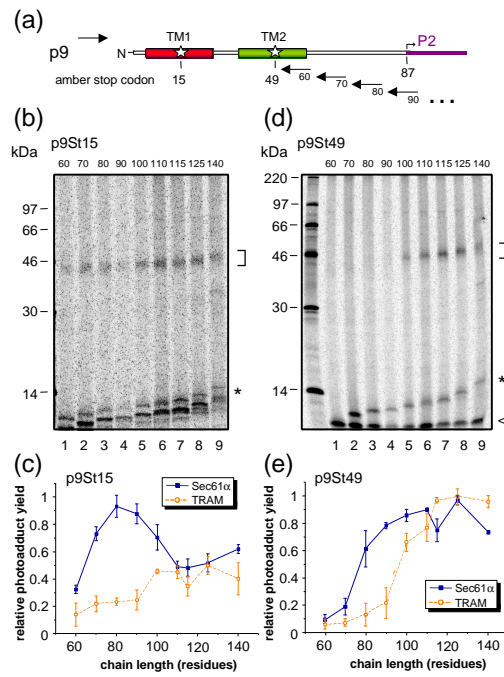 (a)
TM1 TM2
p9 N P2
amber stop codon 15 49 60 70 80 90 87 ...
(b) p9St15
kDa 60 70 80 90 100 110 115 125 140
97
66
46
30
14 *
1 2 3 4 5 6 7 8 9
(d) p9St49
kDa 60 70 80 90 100 110 115 125 140
220
97
66
46
30
14 *
<
1 2 3 4 5 6 7 8 9
(c) p9St15
Sec61α
TRAM
relative photoadduct yield
1
0.8
0.6
0.4
0.2
0
60 80 100 120 140
chain length (residues)
(e) p9St49
Sec61α
TRAM
relative photoadduct yield
1
0.8
0.6
0.4
0.2
0
60 80 100 120 140
chain length (residues)